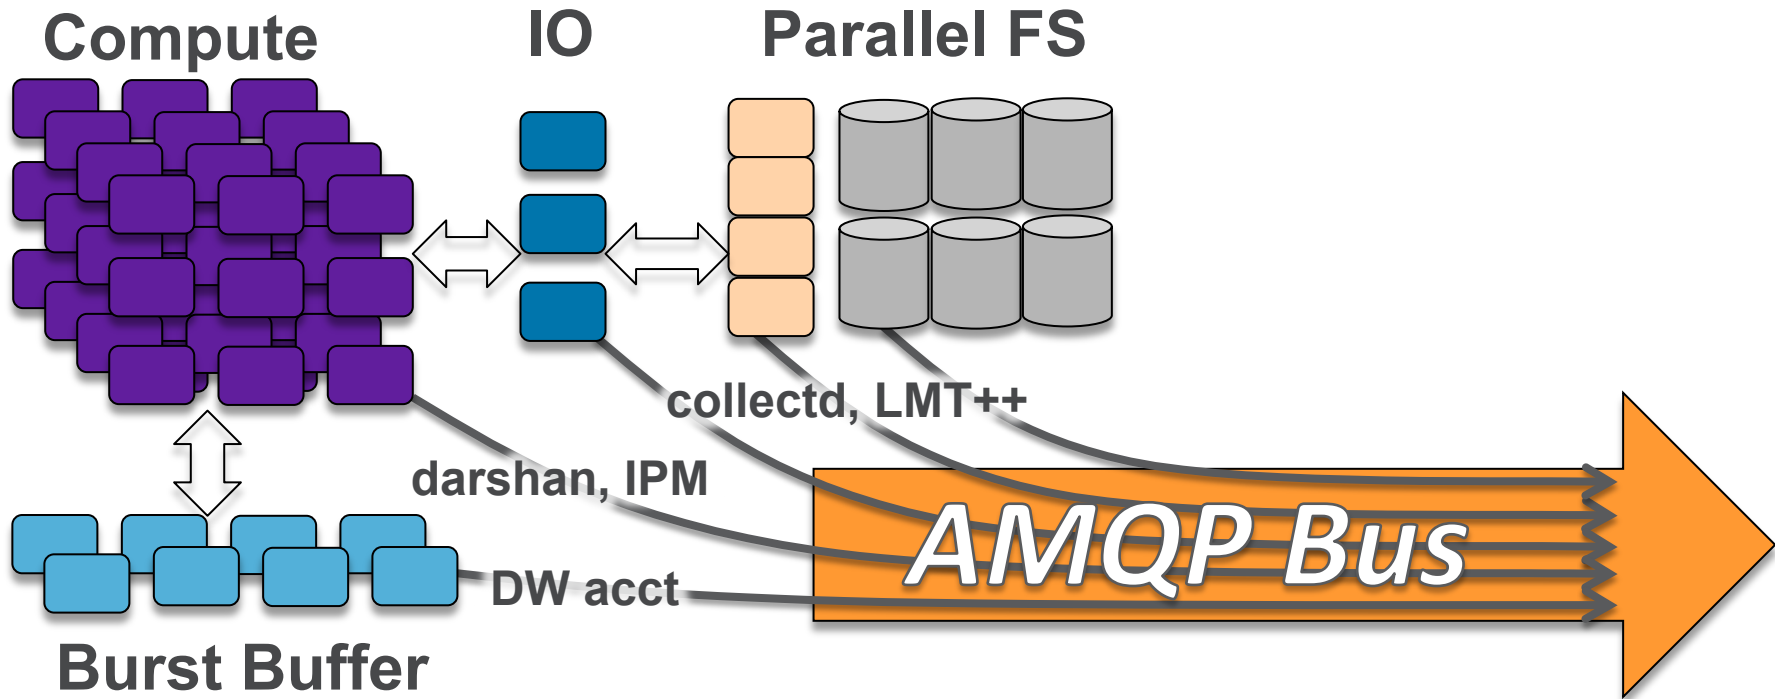 Compute
IO
Parallel FS
collectd, LMT++
darshan, IPM
AMQP Bus
DW acct
Burst Buffer